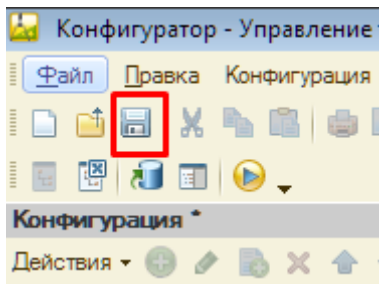 Конфигуратор - Управление
Файл Правка Конфигурация
Конфигурация *
Действия